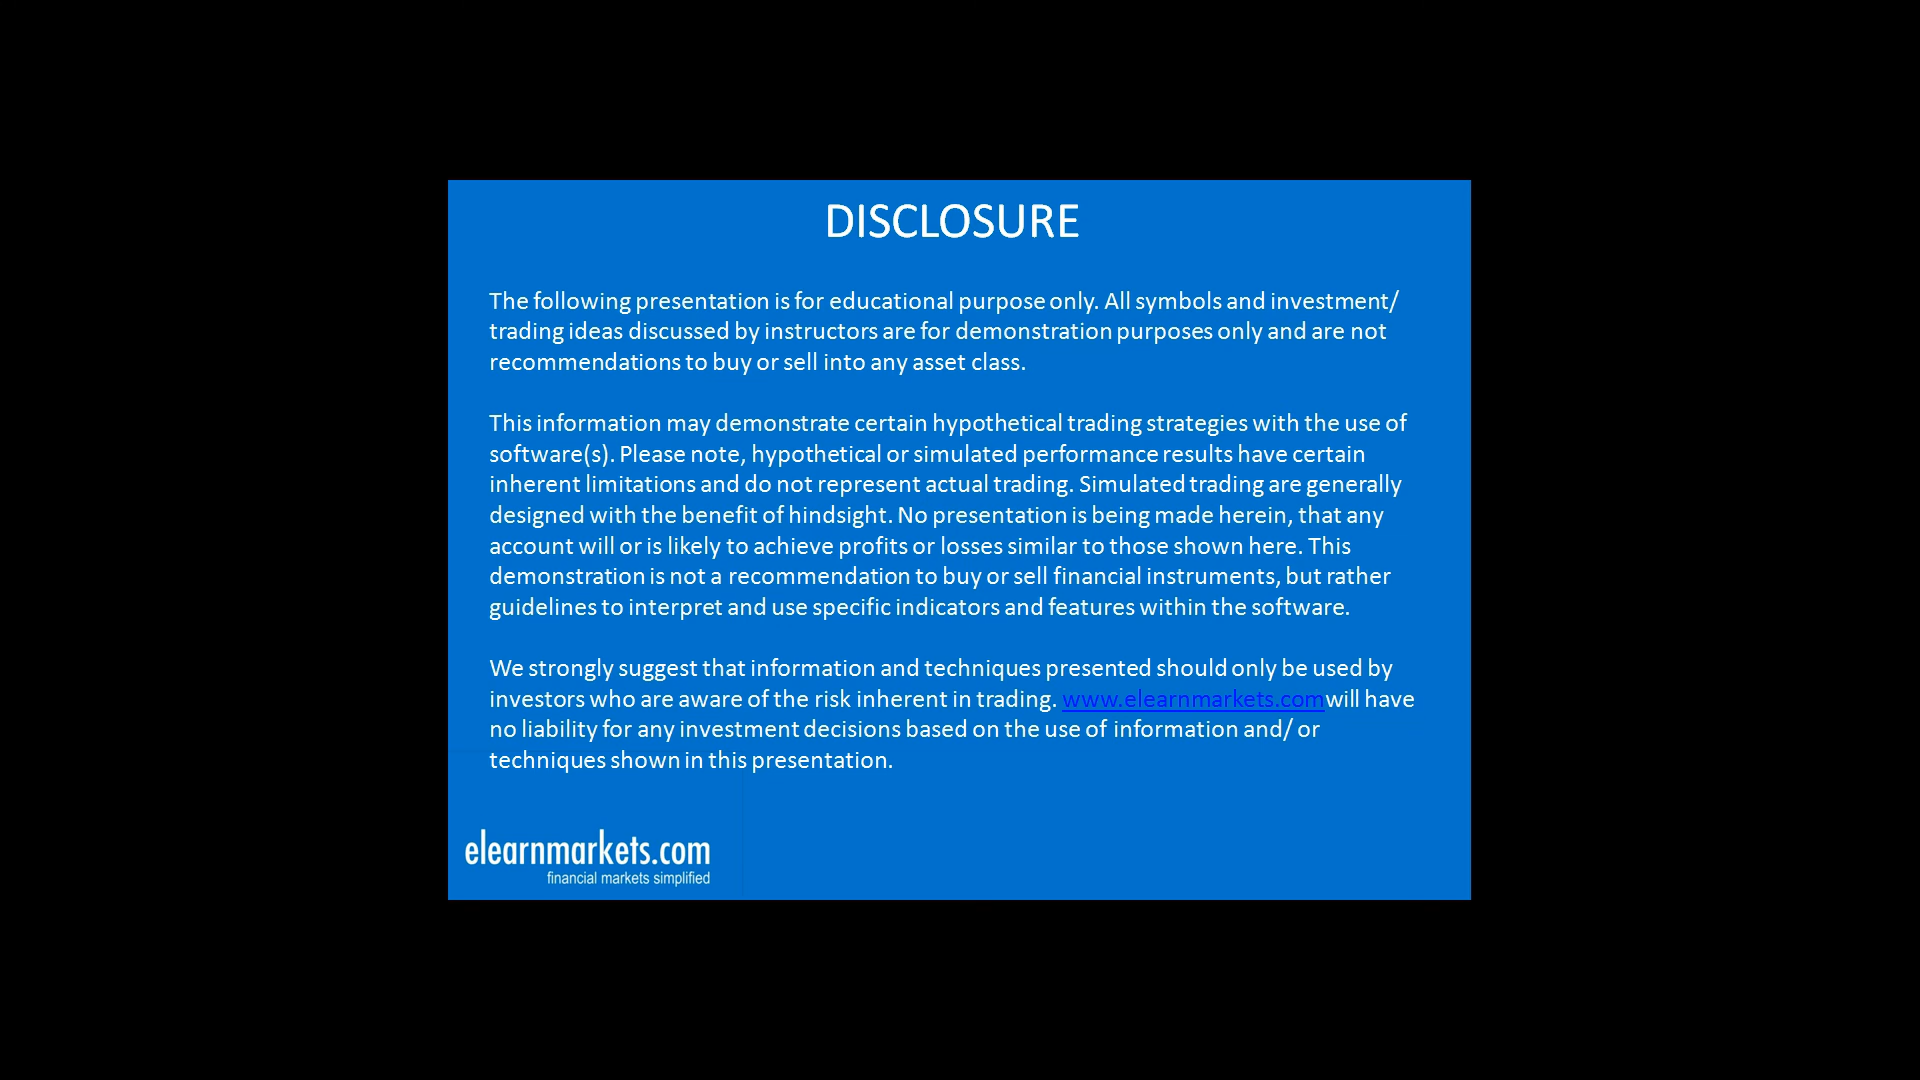 DISCLOSURE
The following presentation is for educational purpose only. All symbols and investment/
trading ideas discussed by instructors are for demonstration purposes only and are not
recommendations to buy or sell into any asset class.
This information may demonstrate certain hypothetical trading strategies with the use of
software(s). Please note, hypothetical or simulated performance results have certain
inherent limitations and do not represent actual trading. Simulated trading are generally
designed with the benefit of hindsight. No presentation is being made herein, that any
account will or is likely to achieve profits or losses similar to those shown here. This
demonstration is not a recommendation to buy or sell financial instruments, but rather
guidelines to interpret and use specific indicators and features within the software.
We strongly suggest that information and techniques presented should only be used by
investors who are aware of the risk inherent in trading. www.elearnmarkets.com will have
no liability for any investment decisions based on the use of information and/ or
techniques shown in this presentation.
elearnmarkets.com
financial markets simplified